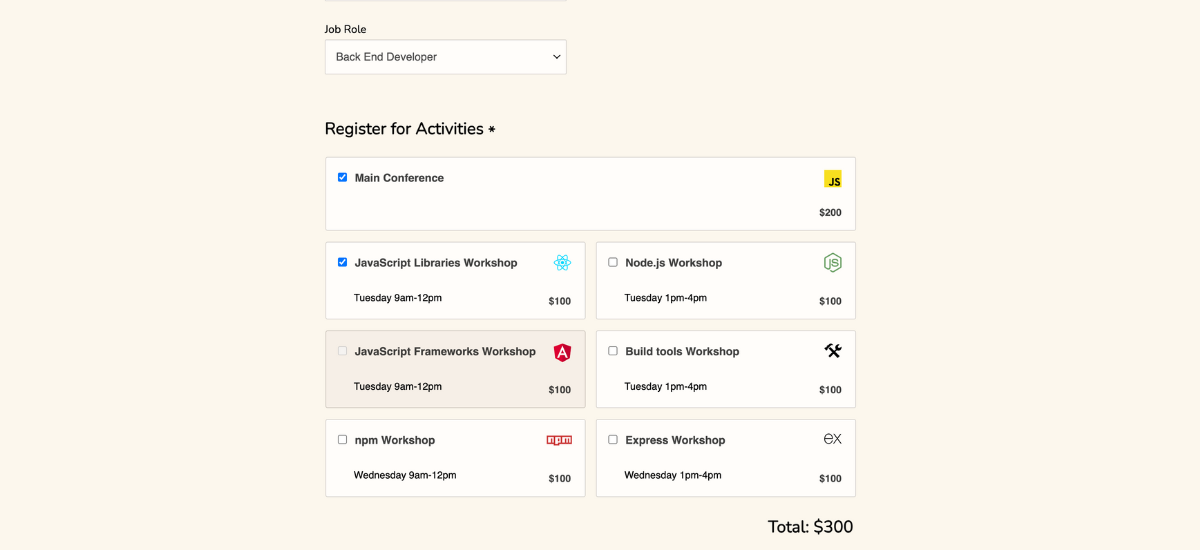 Job Role
Back End Developer
Register for Activities *
Main Conference
JS
$200
JavaScript Libraries Workshop
Tuesday 9am-12pm
$100
Node.js Workshop
JS
Tuesday 1pm-4pm
$100
JavaScript Frameworks Workshop
A
Tuesday 9am-12pm
$100
Build tools Workshop
Tuesday 1pm-4pm
$100
npm Workshop
npm
Wednesday 9am-12pm
$100
Express Workshop
ex
Wednesday 1pm-4pm
$100
Total: $300